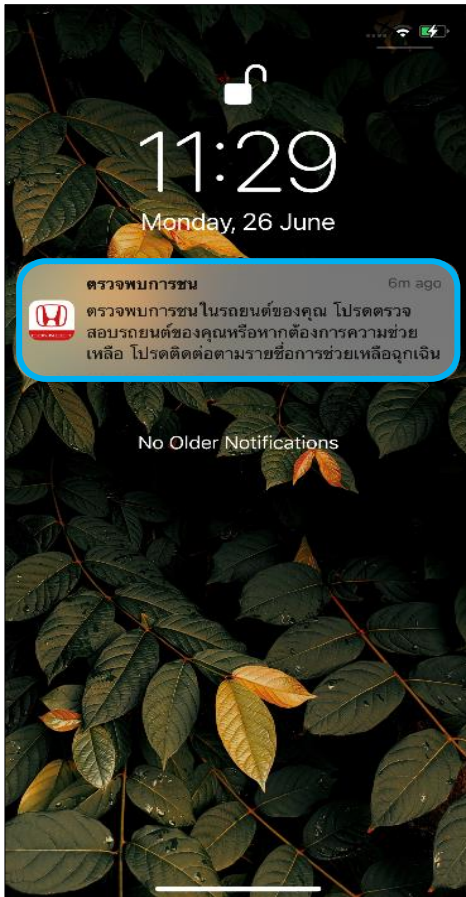 11:29
Monday, 26 June
ตรวจพบการชน
6m ago
ตรวจพบการชนในรถยนต์ของคุณ โปรดตรวจ
สอบรถยนต์ของคุณหรือหากต้องการความช่วย
เหลือ โปรดติดต่อตามรายชื่อการช่วยเหลือฉุกเฉิน
No Older Notifications